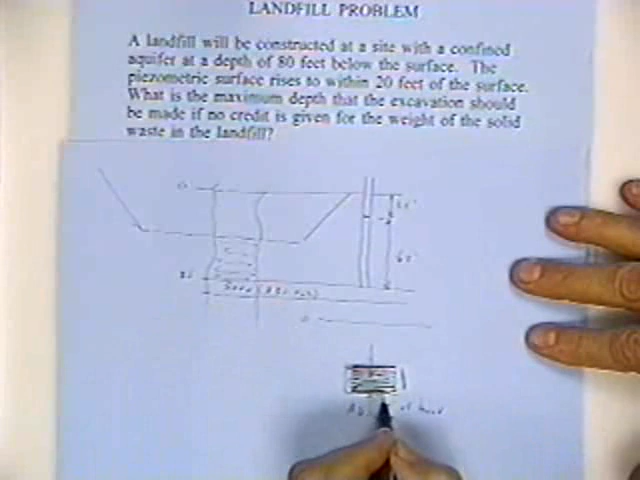 LANDFILL PROBLEM
A landfill will be constructed at a site with a confined
aquifer at a depth of 80 feet below the surface. The
piezometric surface rises to within 20 feet of the surface.
What is the maximum depth that the excavation should
be made if no credit is given for the weight of the solid
waste in the landfill?